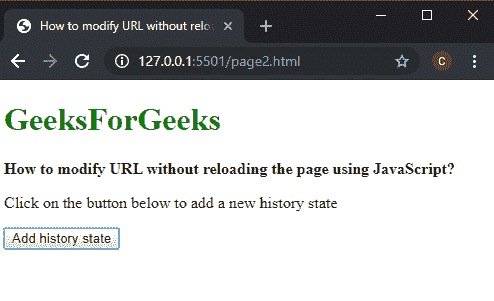 How to modify URL without relo
127.0.0.1:5501/page2.html
C
GeeksForGeeks
How to modify URL without reloading the page using JavaScript?
Click on the button below to add a new history state
Add history state